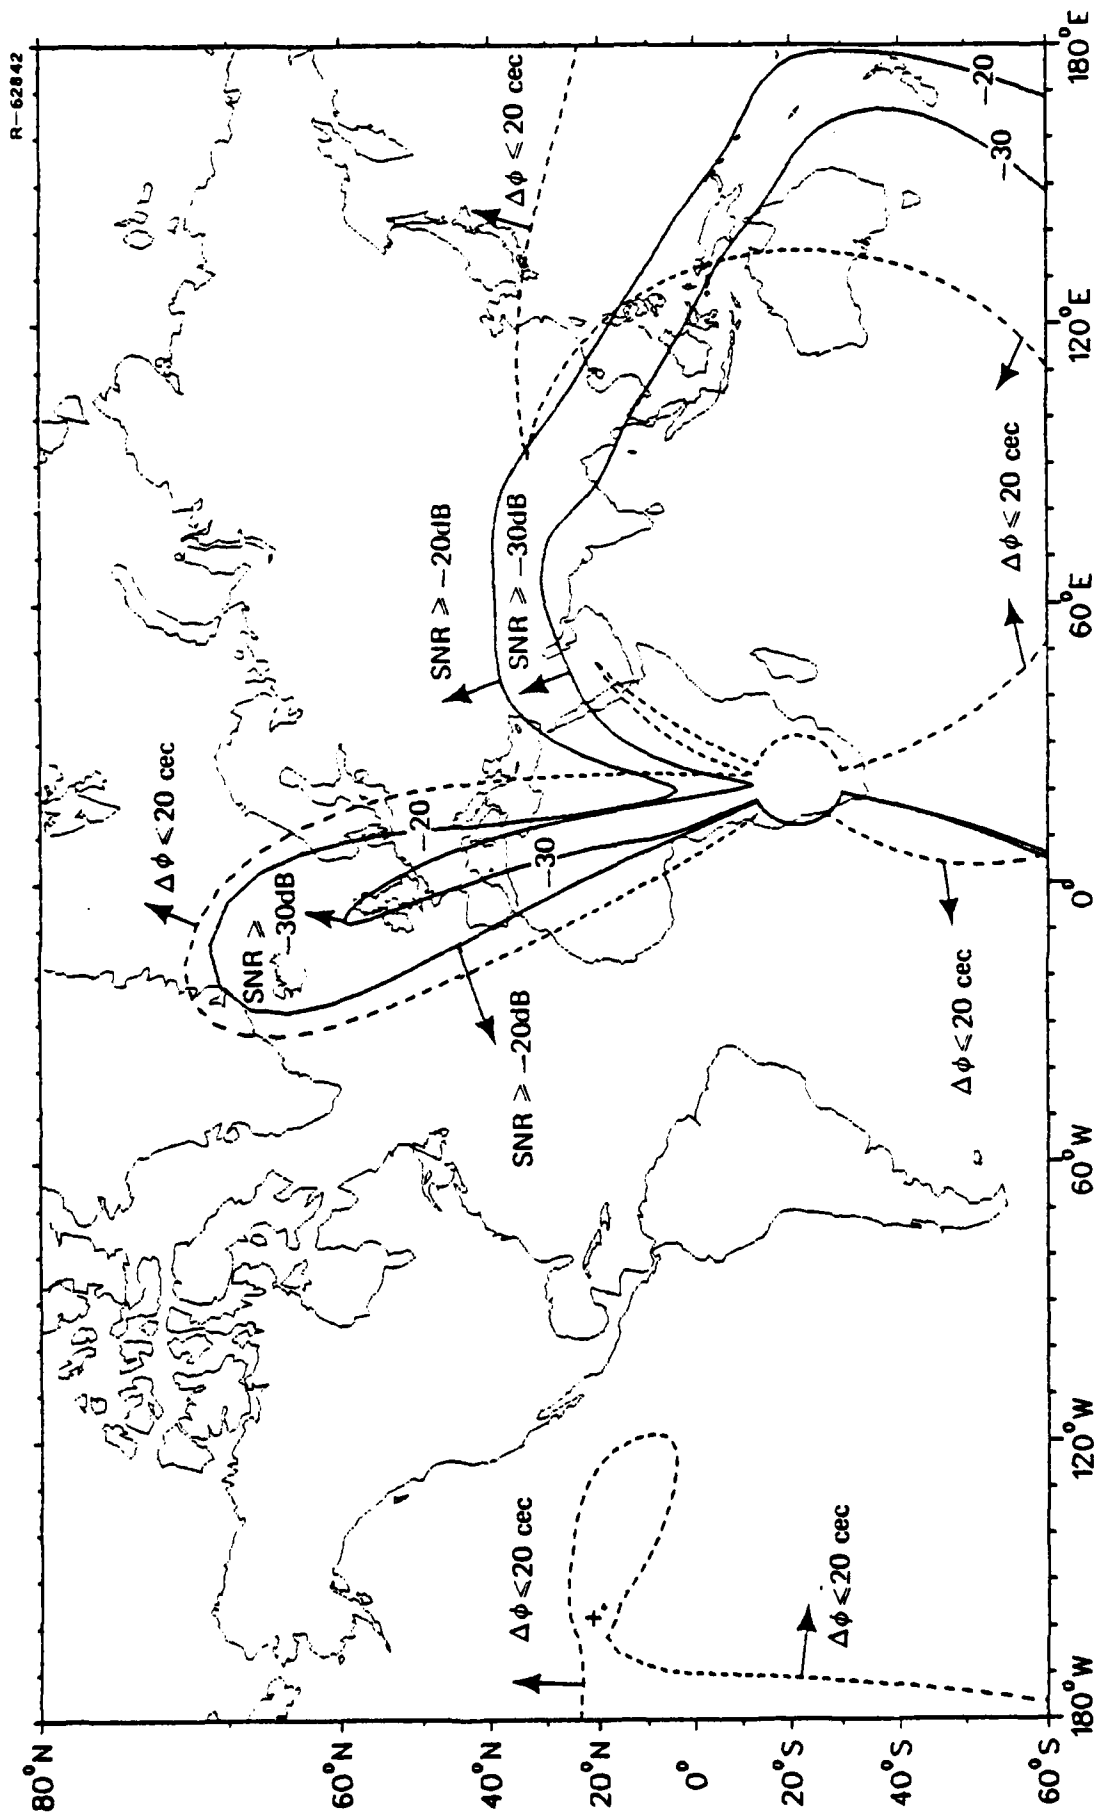 R-62842
80°N
60°N
40°N
20°N
0°
20°S
40°S
60°S
180°W
120°W
60°W
0°
60°E
120°E
180°E
Δϕ ≤ 20 cec
Δϕ ≤ 20 cec
Δϕ ≤ 20 cec
Δϕ ≤ 20 cec
Δϕ ≤ 20 cec
Δϕ ≤ 20 cec
SNR ≥
-30dB
SNR ≥ -20dB
SNR ≥ -20dB
SNR ≥ -30dB
-20
-30
-20
-30
+